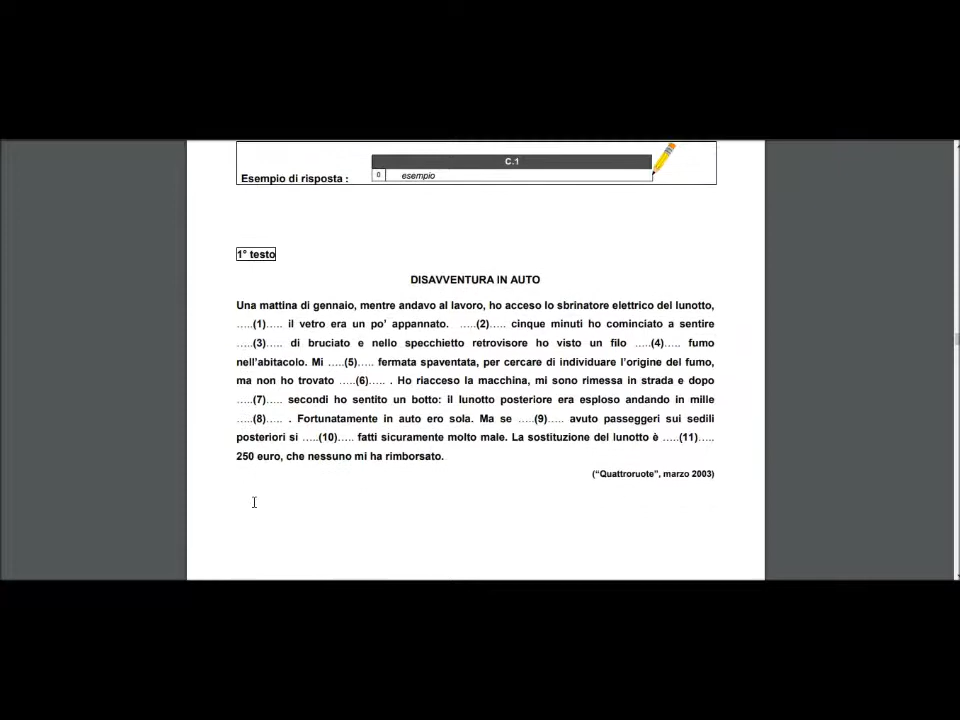 C.1
Esempio di risposta :
0 esempio
1° testo
DISAVVENTURA IN AUTO
Una mattina di gennaio, mentre andavo al lavoro, ho acceso lo sbrinatore elettrico del lunotto,
…..(1)….. il vetro era un po’ appannato. …..(2)….. cinque minuti ho cominciato a sentire
…..(3)….. di bruciato e nello specchietto retrovisore ho visto un filo …..(4)….. fumo
nell’abitacolo. Mi …..(5)….. fermata spaventata, per cercare di individuare l’origine del fumo,
ma non ho trovato …..(6)….. . Ho riacceso la macchina, mi sono rimessa in strada e dopo
…..(7)….. secondi ho sentito un botto: il lunotto posteriore era esploso andando in mille
…..(8)….. . Fortunatamente in auto ero sola. Ma se …..(9)….. avuto passeggeri sui sedili
posteriori si …..(10)….. fatti sicuramente molto male. La sostituzione del lunotto è …..(11)…..
250 euro, che nessuno mi ha rimborsato.
(“Quattroruote”, marzo 2003)